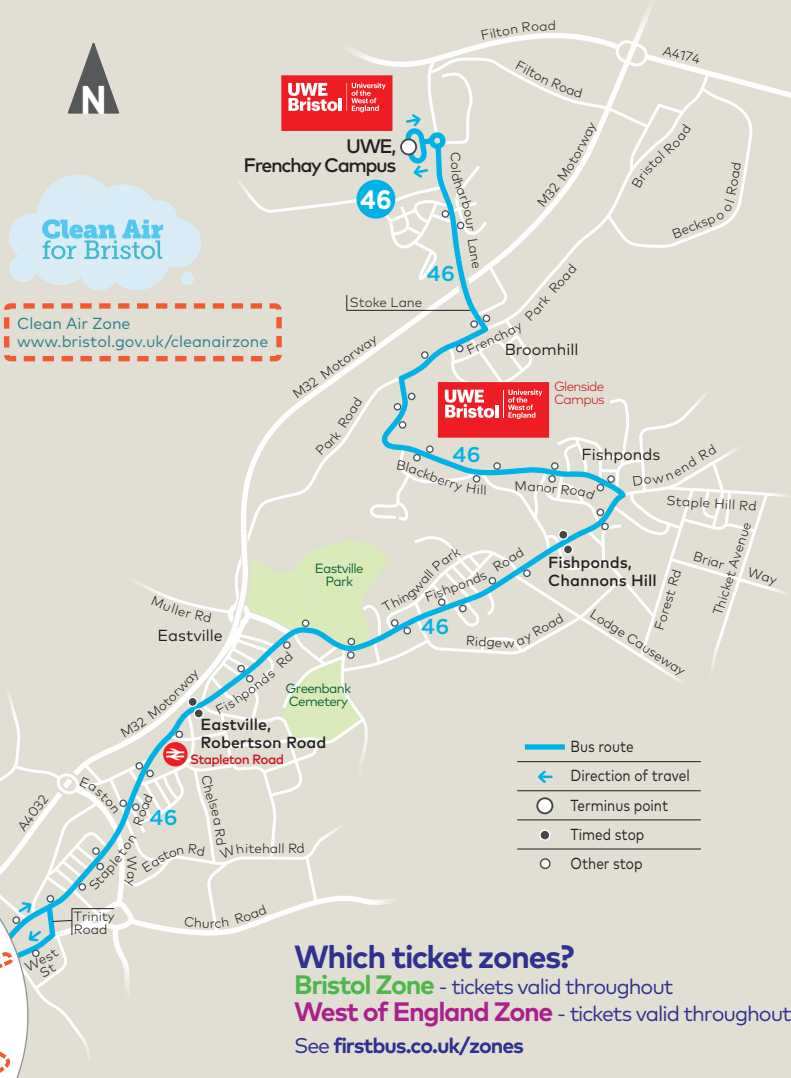 Filton Road
A4174
Filton Road
N
UWE
Bristol
University
of the
West of
England
UWE,
Frenchay Campus
46
Coldharbour Lane
M32 Motorway
Bristol Road
Beckspool Road
Clean Air
for Bristol
46
Stoke Lane
Clean Air Zone
www.bristol.gov.uk/cleanairzone
Frenchay Park Road
Broomhill
M32 Motorway
Park Road
UWE
Bristol
University
of the
West of
England
Glenside
Campus
46
Fishponds
Downend Rd
Blackberry Hill
Manor Road
Staple Hill Rd
Fishponds,
Channons Hill
Briar Way
Thicket Avenue
Forest Rd
Eastville
Park
Thingwall Park
Fishponds Road
46
Ridgeway Road
Lodge Causeway
Muller Rd
Eastville
Fishponds Rd
Greenbank
Cemetery
M32 Motorway
Eastville,
Robertson Road
Stapleton Road
Bus route
Direction of travel
Terminus point
Timed stop
Other stop
A4032
Easton Way
Stapleton Road
46
Chelsea Rd
Easton Rd
Whitehall Rd
Trinity
Road
Church Road
West
St
Which ticket zones?
Bristol Zone - tickets valid throughout
West of England Zone - tickets valid throughout
See firstbus.co.uk/zones